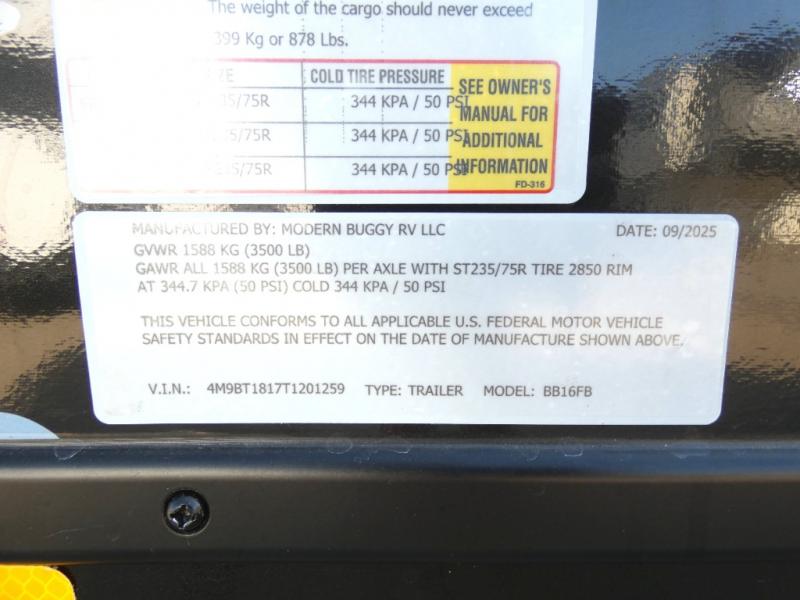 The weight of the cargo should never exceed
399 Kg or 878 Lbs.
COLD TIRE PRESSURE
344 KPA / 50 PSI
/75R 344 KPA / 50 PSI
/75R 344 KPA / 50 PSI
SEE OWNER'S
MANUAL FOR
ADDITIONAL
INFORMATION
FD-316
MANUFACTURED BY: MODERN BUGGY RV LLC DATE: 09/2025
GVWR 1588 KG (3500 LB)
GAWR ALL 1588 KG (3500 LB) PER AXLE WITH ST235/75R TIRE 2850 RIM
AT 344.7 KPA (50 PSI) COLD 344 KPA / 50 PSI
THIS VEHICLE CONFORMS TO ALL APPLICABLE U.S. FEDERAL MOTOR VEHICLE
SAFETY STANDARDS IN EFFECT ON THE DATE OF MANUFACTURE SHOWN ABOVE.
V.I.N.: 4M9BT1817T1201259 TYPE: TRAILER MODEL: BB16FB